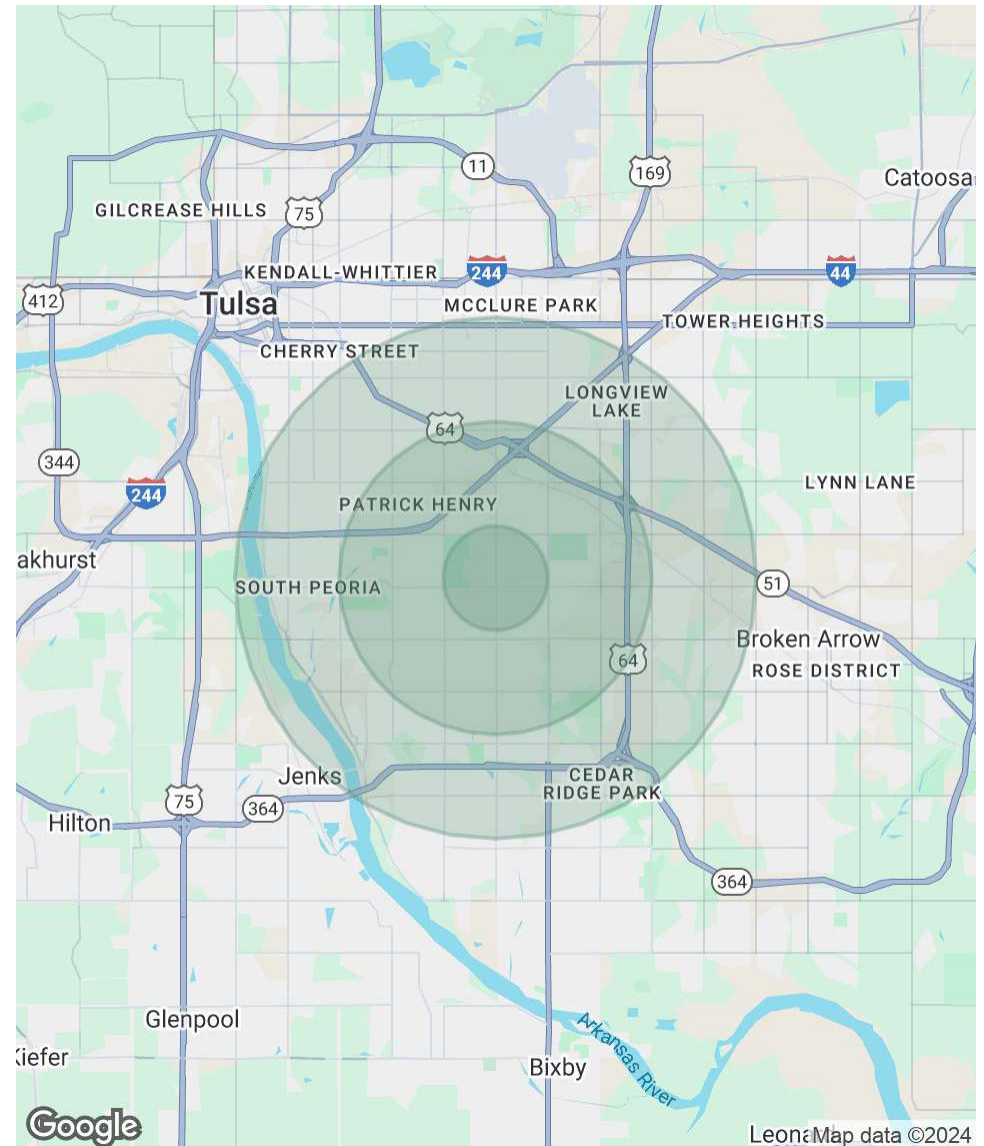 11
169
Catoosa
GILCREASE HILLS
75
KENDALL-WHITTIER
244
44
412
Tulsa
MCCLURE PARK
TOWER HEIGHTS
CHERRY STREET
LONGVIEW
LAKE
64
344
LYNN LANE
244
PATRICK HENRY
akhurst
SOUTH PEORIA
51
Broken Arrow
64
ROSE DISTRICT
Jenks
CEDAR
RIDGE PARK
75
364
Hilton
364
Glenpool
Arkansas River
Kiefer
Bixby
Google
Leona
Map data ©2024